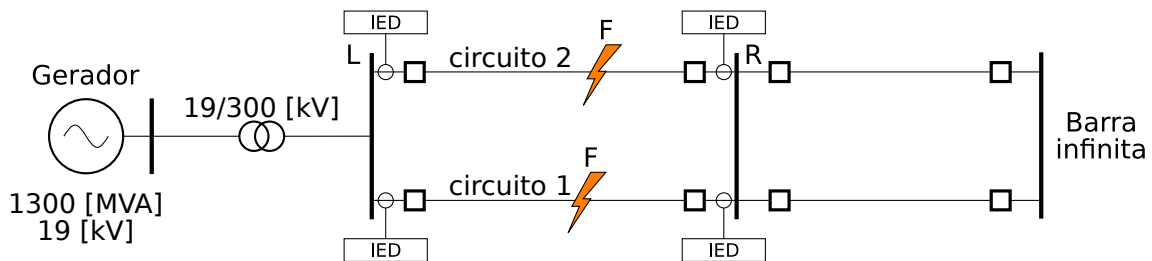 IED
IED
F
L
circuito 2
R
Gerador
19/300 [kV]
Barra
infinita
F
circuito 1
1300 [MVA]
19 [kV]
IED
IED